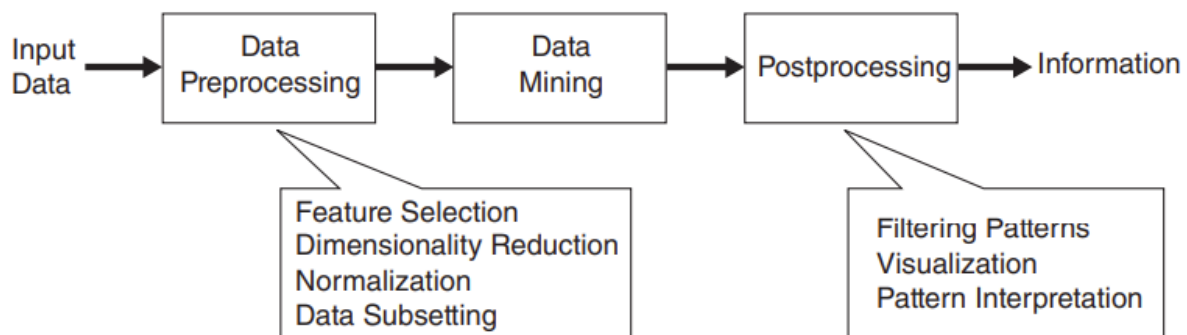 Input
Data
Data
Preprocessing
Data
Mining
Postprocessing
Information
Feature Selection
Dimensionality Reduction
Normalization
Data Subsetting
Filtering Patterns
Visualization
Pattern Interpretation